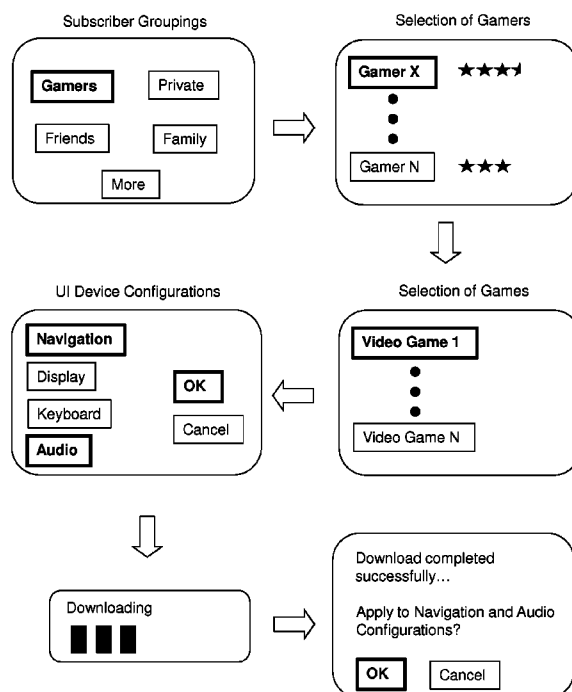 Subscriber Groupings
Gamers
Private
Friends
Family
More
Selection of Gamers
Gamer X
Gamer N
UI Device Configurations
Navigation
Display
Keyboard
Audio
OK
Cancel
Selection of Games
Video Game 1
Video Game N
Downloading
Download completed
successfully...
Apply to Navigation and Audio
Configurations?
OK
Cancel